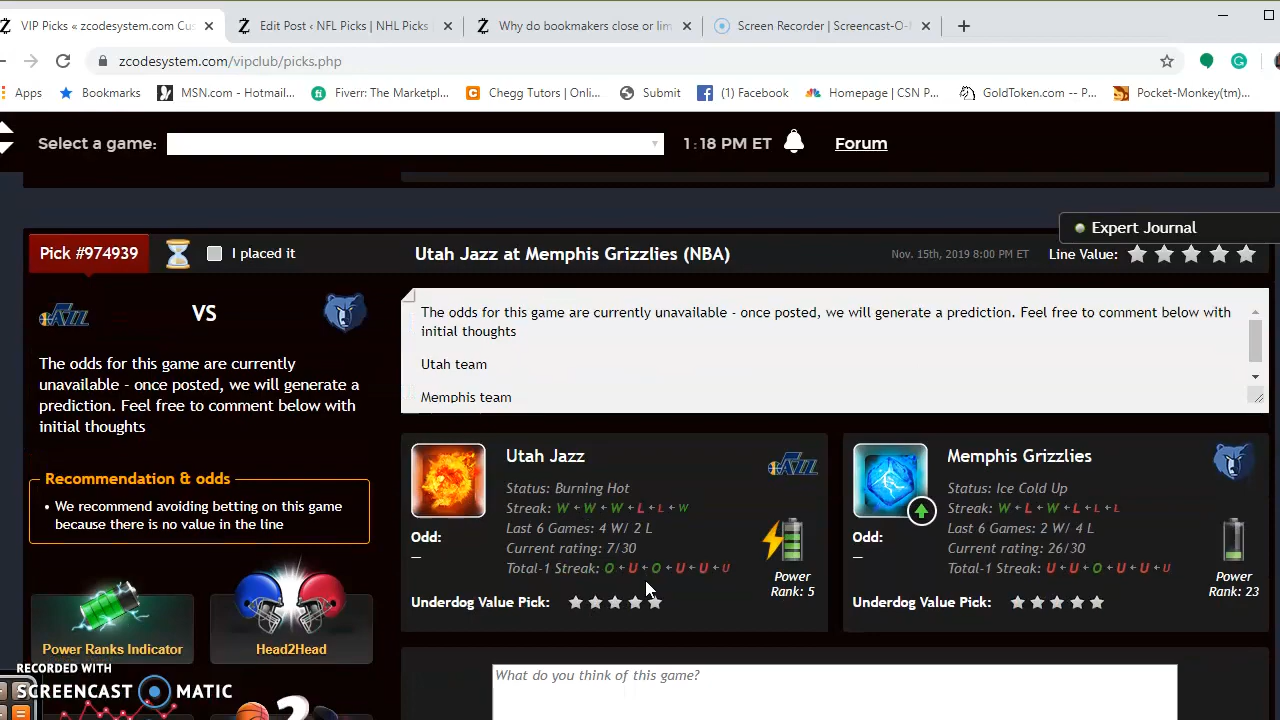 VIP Picks « zcodesystem.com Cus
Edit Post ‹ NFL Picks | NHL Picks
Why do bookmakers close or lim
Screen Recorder | Screencast-O-
zcodesystem.com/vipclub/picks.php
Apps
Bookmarks
MSN.com - Hotmail...
Fiverr: The Marketpl...
Chegg Tutors | Onli...
Submit
(1) Facebook
Homepage | CSN P...
GoldToken.com -- P...
Pocket-Monkey(tm)...
Select a game:
1:18 PM ET
Forum
Expert Journal
Pick #974939
I placed it
Utah Jazz at Memphis Grizzlies (NBA)
Nov. 15th, 2019 8:00 PM ET
Line Value:
JAZZ
VS
The odds for this game are currently
unavailable - once posted, we will generate a
prediction. Feel free to comment below with
initial thoughts
The odds for this game are currently unavailable - once posted, we will generate a prediction. Feel free to comment below with
initial thoughts
Utah team
Memphis team
Recommendation & odds
• We recommend avoiding betting on this game
because there is no value in the line
Power Ranks Indicator
Head2Head
Utah Jazz
JAZZ
Status: Burning Hot
Streak: W ← W ← W ← L ← L ← W
Last 6 Games: 4 W/ 2 L
Odd:
—
Current rating: 7/30
Total-1 Streak: O ← U ← O ← U ← U ← U
Power
Rank: 5
Underdog Value Pick:
Memphis Grizzlies
Status: Ice Cold Up
Streak: W ← L ← W ← L ← L ← L
Last 6 Games: 2 W/ 4 L
Odd:
—
Current rating: 26/30
Total-1 Streak: U ← U ← O ← U ← U ← U
Power
Rank: 23
Underdog Value Pick:
What do you think of this game?
RECORDED WITH
SCREENCAST MATIC
2